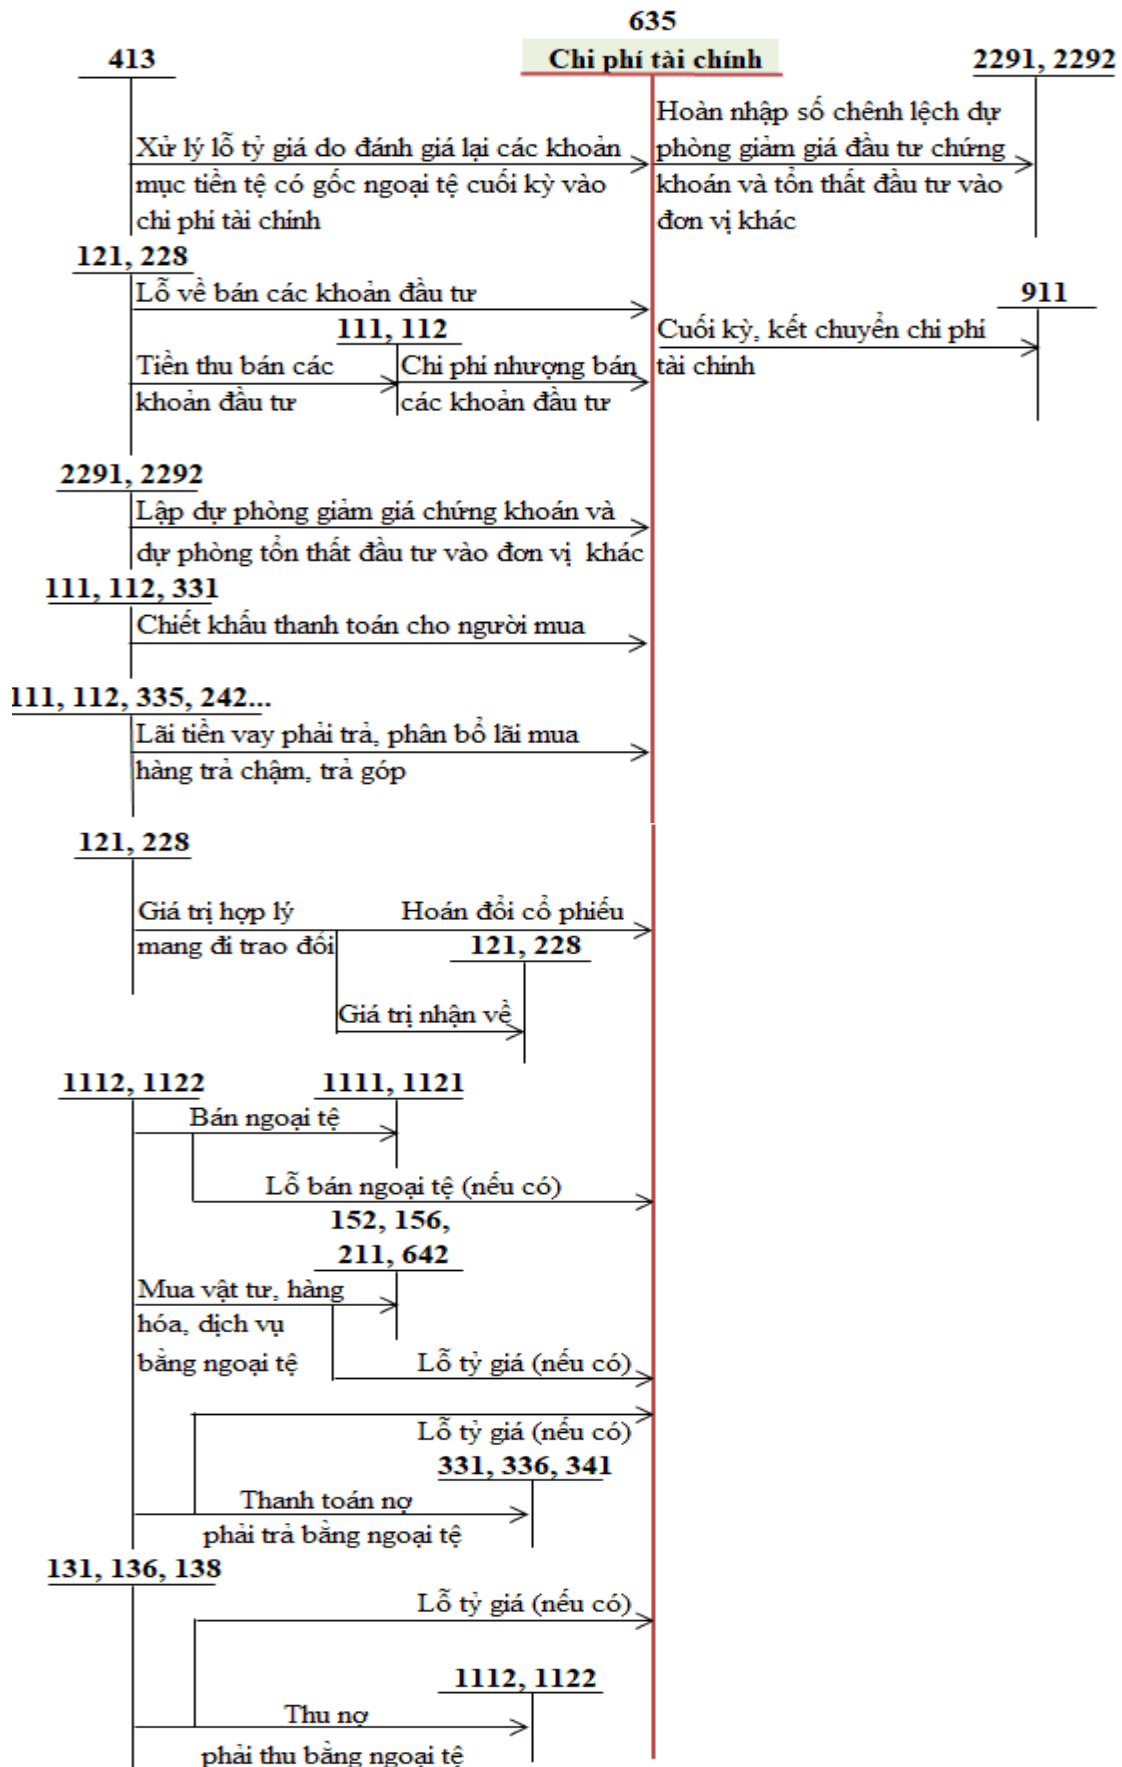 635
413
Chi phí tài chính
2291, 2292
Hoàn nhập số chênh lệch dự
phòng giảm giá đầu tư chứng
khoán và tổn thất đầu tư vào
đơn vị khác
Xử lý lỗ tỷ giá do đánh giá lại các khoản
mục tiền tệ có gốc ngoại tệ cuối kỳ vào
chi phí tài chính
121, 228
Lỗ về bán các khoản đầu tư
911
111, 112
Cuối kỳ, kết chuyển chi phí
tài chính
Tiền thu bán các
khoản đầu tư
Chi phí nhượng bán
các khoản đầu tư
2291, 2292
Lập dự phòng giảm giá chứng khoán và
dự phòng tổn thất đầu tư vào đơn vị khác
111, 112, 331
Chiết khấu thanh toán cho người mua
111, 112, 335, 242...
Lãi tiền vay phải trả, phân bổ lãi mua
hàng trả chậm, trả góp
121, 228
Giá trị hợp lý
mang đi trao đổi
Hoán đổi cổ phiếu
121, 228
Giá trị nhận về
1112, 1122
1111, 1121
Bán ngoại tệ
Lỗ bán ngoại tệ (nếu có)
152, 156,
211, 642
Mua vật tư, hàng
hóa, dịch vụ
bằng ngoại tệ
Lỗ tỷ giá (nếu có)
Lỗ tỷ giá (nếu có)
331, 336, 341
Thanh toán nợ
phải trả bằng ngoại tệ
131, 136, 138
Lỗ tỷ giá (nếu có)
1112, 1122
Thu nợ
phải thu bằng ngoại tệ